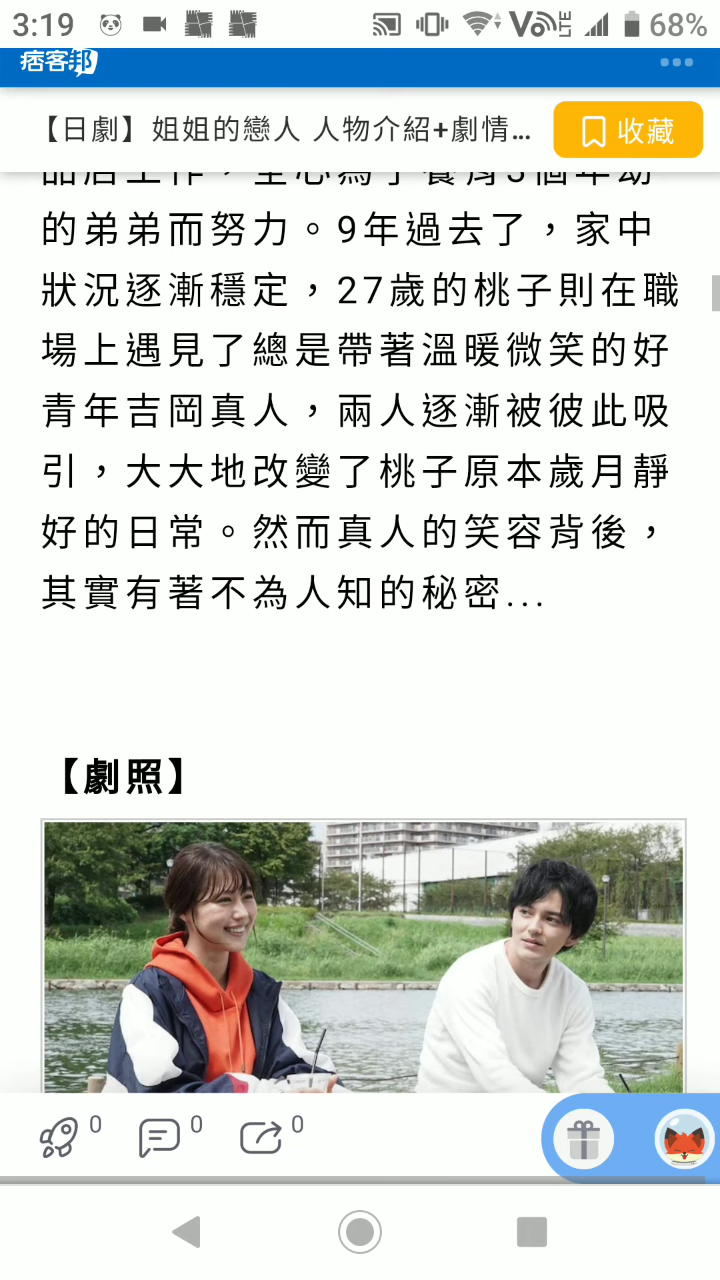 3:19
VoLTE
68%
痞客邦
【日劇】姐姐的戀人 人物介紹+劇情...
收藏
的弟弟而努力。9年過去了，家中
狀況逐漸穩定，27歲的桃子則在職
場上遇見了總是帶著溫暖微笑的好
青年吉岡真人，兩人逐漸被彼此吸
引，大大地改變了桃子原本歲月靜
好的日常。然而真人的笑容背後，
其實有著不為人知的秘密...
【劇照】
0
0
0